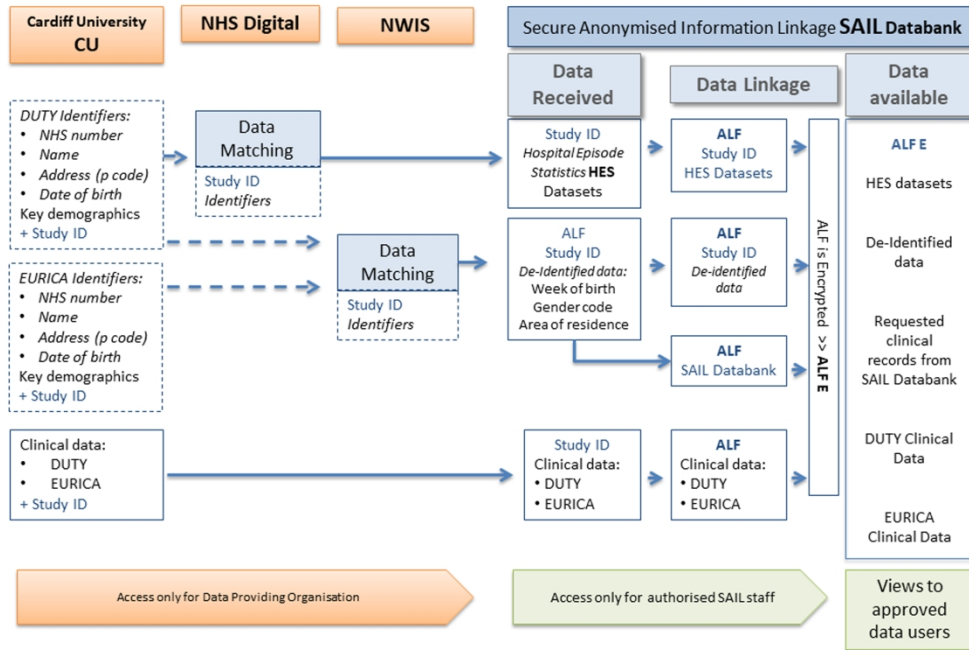 Cardiff University
CU
NHS Digital
NWIS
Secure Anonymised Information Linkage SAIL Databank
Data
Received
Data Linkage
Data
available
DUTY Identifiers:
• NHS number
• Name
• Address (p code)
• Date of birth
Key demographics
+ Study ID
Data
Matching
Study ID
Identifiers
Study ID
Hospital Episode
Statistics HES
Datasets
ALF
Study ID
HES Datasets
EURICA Identifiers:
• NHS number
• Name
• Address (p code)
• Date of birth
Key demographics
+ Study ID
Data
Matching
Study ID
Identifiers
ALF
Study ID
De-Identified data:
Week of birth
Gender code
Area of residence
ALF
Study ID
De-identified
data
ALF
SAIL Databank
Clinical data:
• DUTY
• EURICA
+ Study ID
Study ID
Clinical data:
• DUTY
• EURICA
ALF
Clinical data:
• DUTY
• EURICA
ALF is Encrypted >> ALF E
ALF E
HES datasets
De-Identified
data
Requested
clinical
records from
SAIL Databank
DUTY Clinical
Data
EURICA
Clinical Data
Access only for Data Providing Organisation
Access only for authorised SAIL staff
Views to
approved
data users